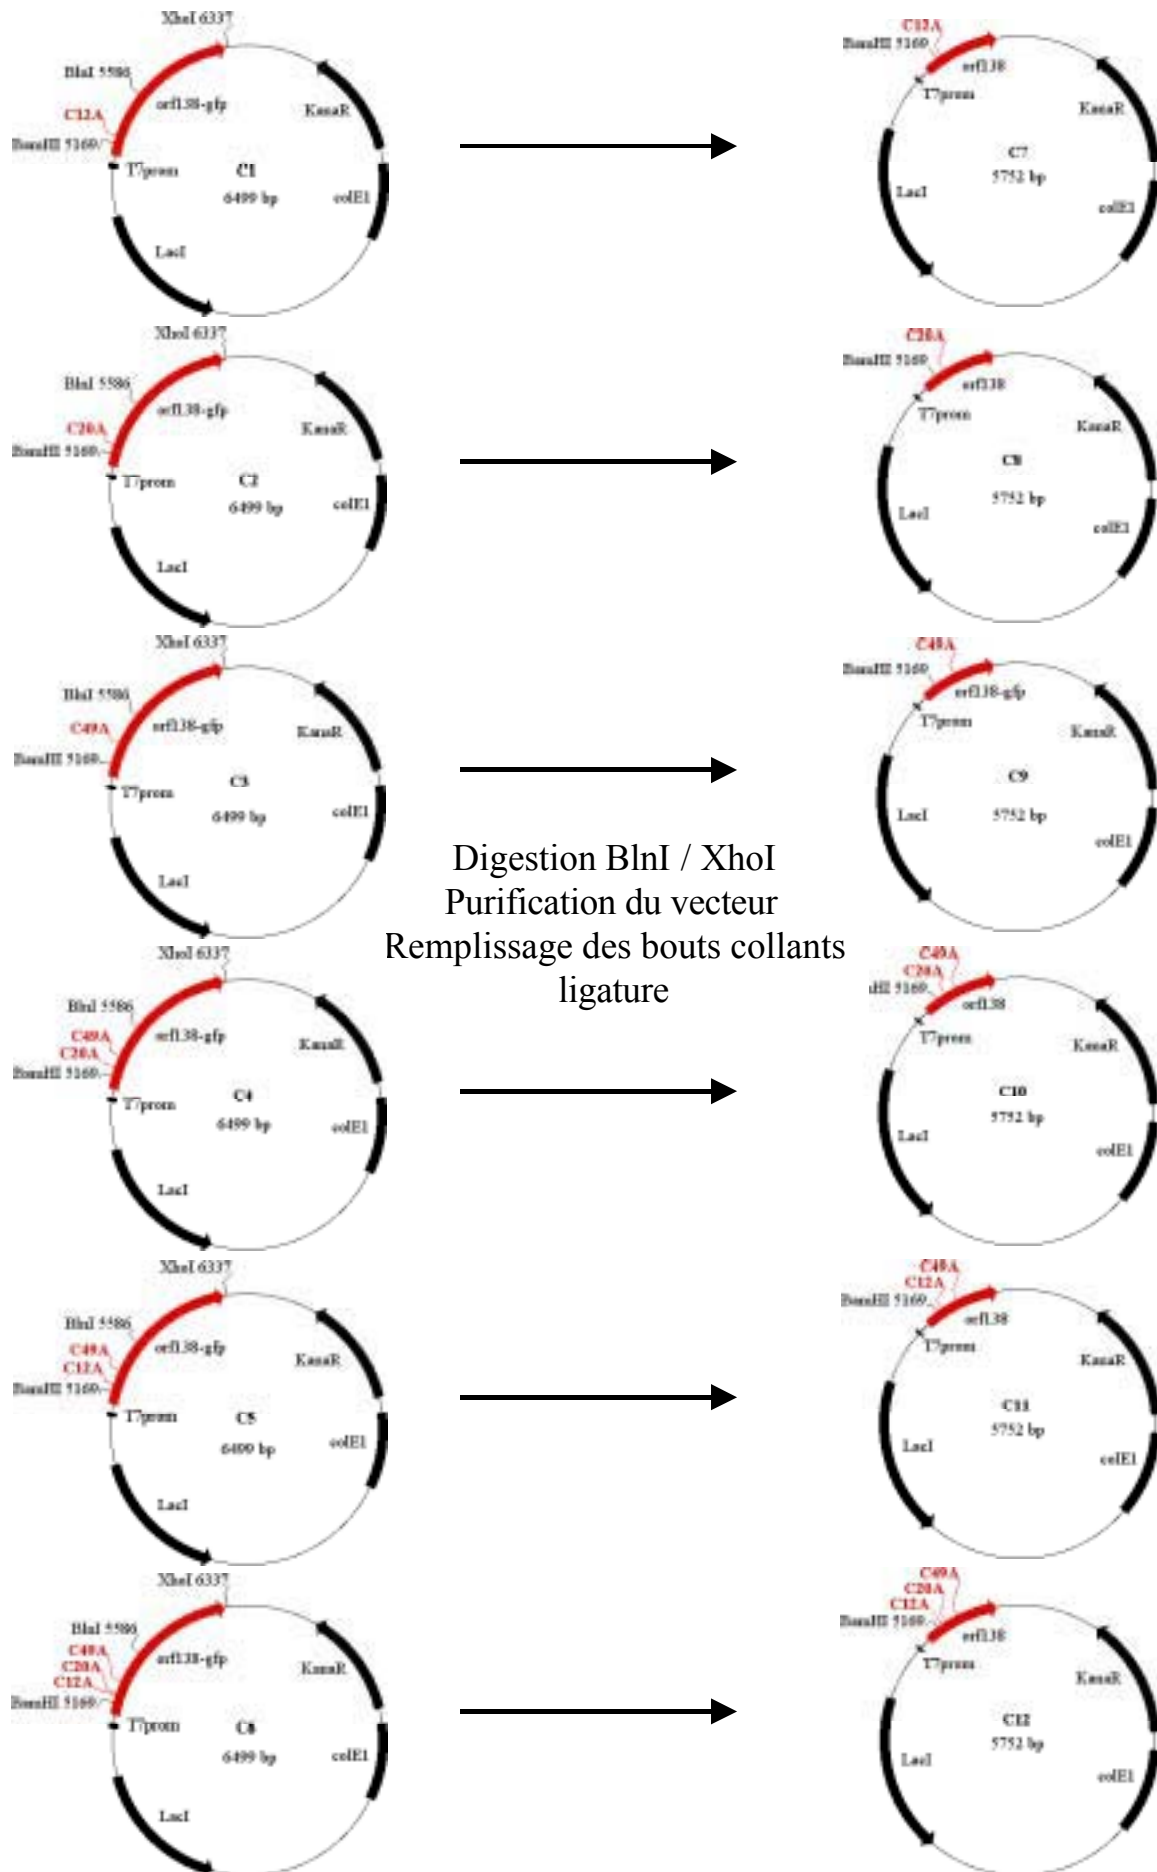 XhoI 6337
BlnI 5586
orf138-gfp
C12A
BamHI 5169
T7prom
C1
6499 bp
KanaR
colE1
LacI
C12A
BamHI 5169
orf138
T7prom
KanaR
C7
5752 bp
LacI
colE1
XhoI 6337
BlnI 5586
orf138-gfp
C20A
BamHI 5169
T7prom
C2
6499 bp
KanaR
colE1
LacI
C20A
BamHI 5169
orf138
T7prom
KanaR
C8
5752 bp
LacI
colE1
XhoI 6337
BlnI 5586
orf138-gfp
C49A
BamHI 5169
T7prom
C3
6499 bp
KanaR
colE1
LacI
C49A
BamHI 5169
orf138-gfp
T7prom
KanaR
C9
5752 bp
LacI
colE1
Digestion BlnI / XhoI
Purification du vecteur
Remplissage des bouts collants
ligature
XhoI 6337
BlnI 5586
orf138-gfp
C49A
C20A
BamHI 5169
T7prom
C4
6499 bp
KanaR
colE1
LacI
C49A
C20A
HI 5169
orf138
T7prom
KanaR
C10
5752 bp
LacI
colE1
XhoI 6337
BlnI 5586
orf138-gfp
C49A
C12A
BamHI 5169
T7prom
C5
6499 bp
KanaR
colE1
LacI
C49A
C12A
BamHI 5169
orf138
T7prom
KanaR
C11
5752 bp
LacI
colE1
XhoI 6337
BlnI 5586
orf138-gfp
C49A
C20A
C12A
BamHI 5169
T7prom
C6
6499 bp
KanaR
colE1
LacI
C49A
C20A
C12A
BamHI 5169
orf138
T7prom
KanaR
C12
5752 bp
LacI
colE1